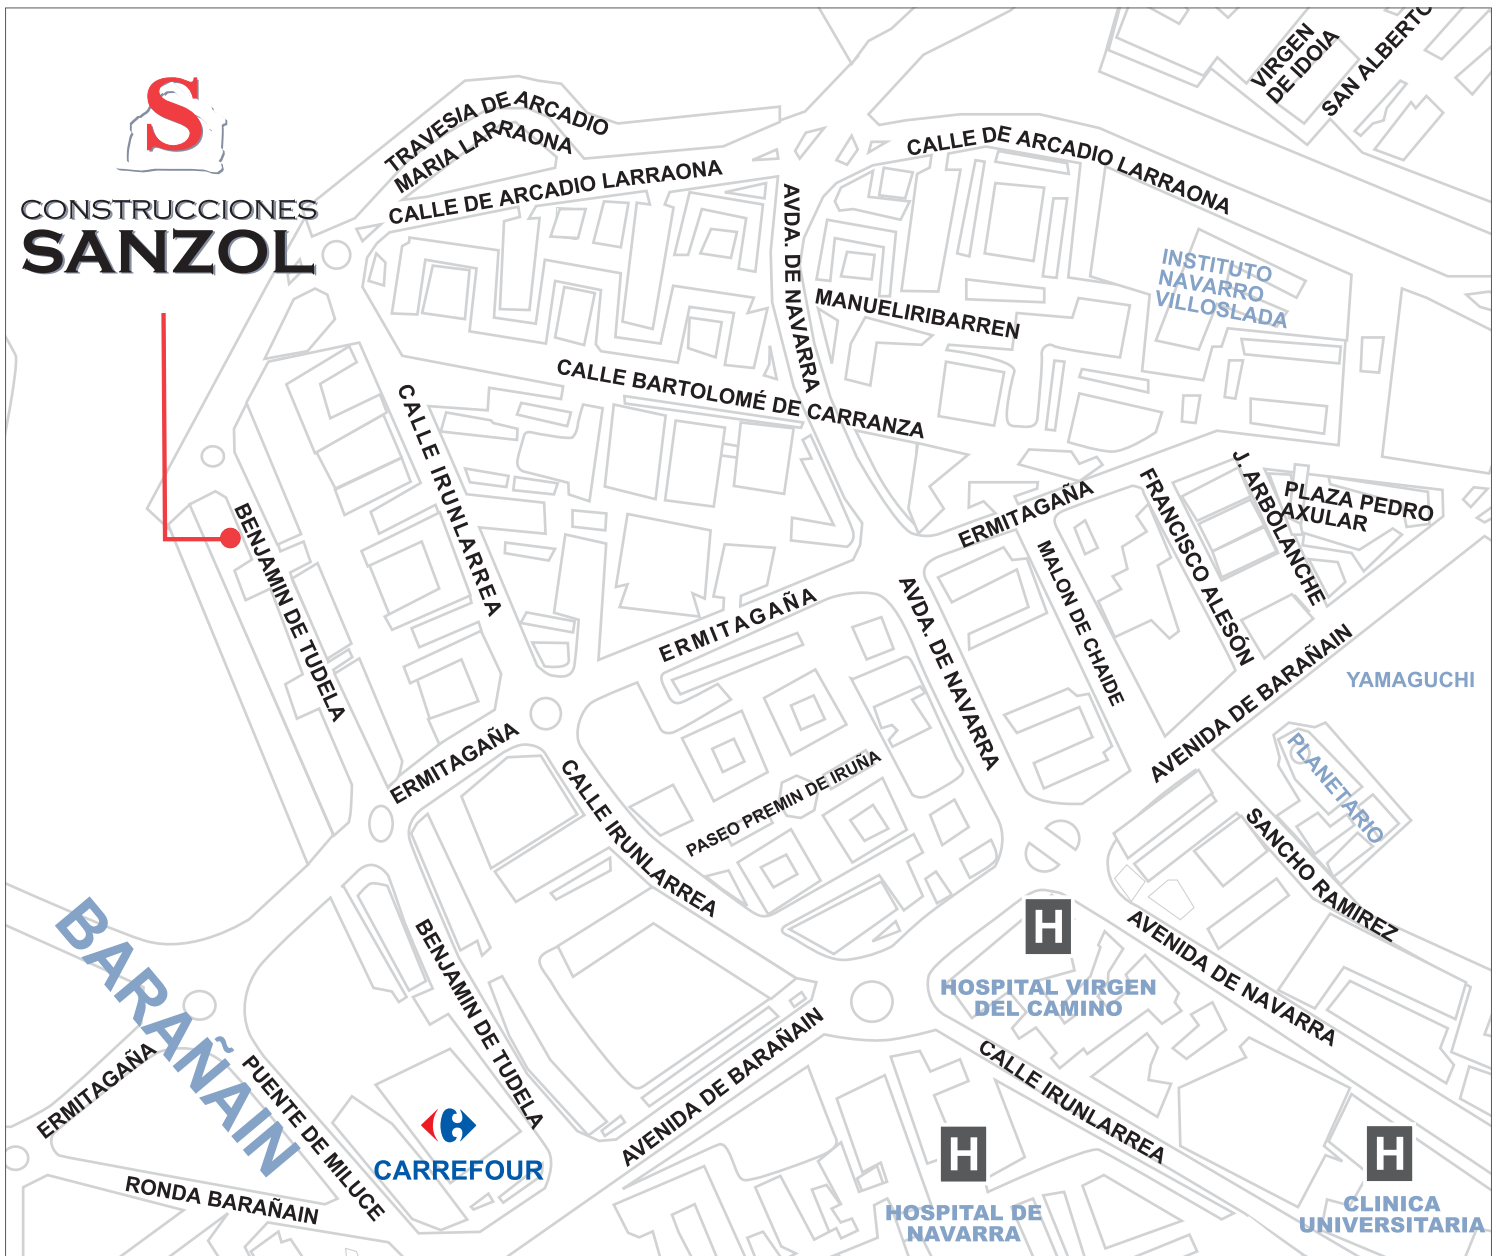 VIRGEN
DE IDOIA
SAN ALBERTO
S
CONSTRUCCIONES
SANZOL
TRAVESIA DE ARCADIO
MARIA LARRAONA
CALLE DE ARCADIO LARRAONA
CALLE DE ARCADIO LARRAONA
AVDA. DE NAVARRA
INSTITUTO
NAVARRO
VILLOSLADA
MANUELIRIBARREN
CALLE BARTOLOMÉ DE CARRANZA
CALLE IRUNLARREA
J. ARBOLANCHE
PLAZA PEDRO
AXULAR
FRANCISCO ALESÓN
ERMITAGAÑA
MALON DE CHAIDE
BENJAMIN DE TUDELA
ERMITAGAÑA
AVDA. DE NAVARRA
AVENIDA DE BARAÑAIN
YAMAGUCHI
PLANETARIO
ERMITAGAÑA
CALLE IRUNLARREA
PASEO PREMIN DE IRUÑA
SANCHO RAMIREZ
BARAÑAIN
BENJAMIN DE TUDELA
H
HOSPITAL VIRGEN
DEL CAMINO
AVENIDA DE NAVARRA
ERMITAGAÑA
PUENTE DE MILUCE
AVENIDA DE BARAÑAIN
CALLE IRUNLARREA
CARREFOUR
RONDA BARAÑAIN
H
HOSPITAL DE
NAVARRA
H
CLINICA
UNIVERSITARIA